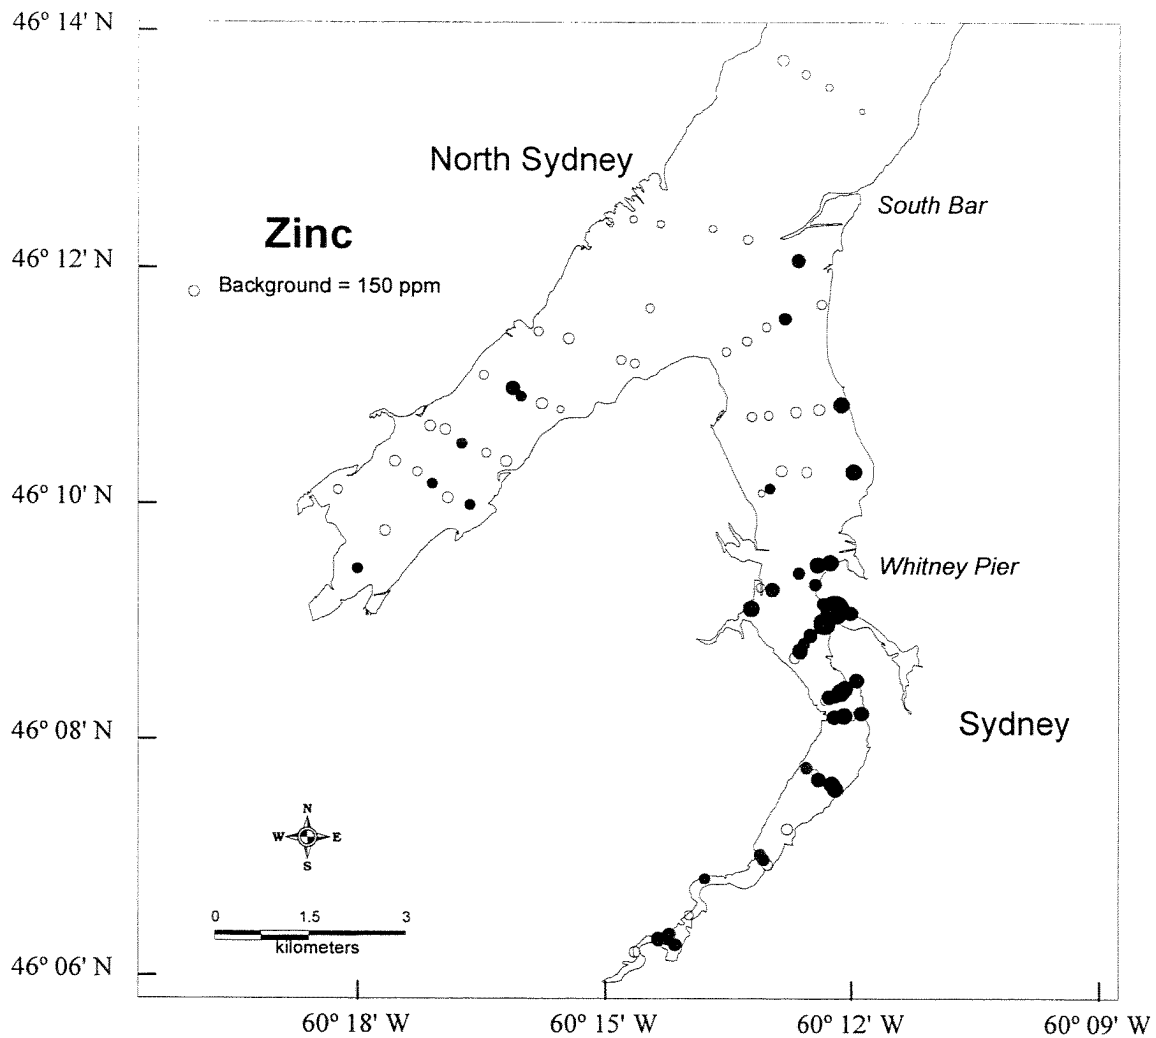 46° 14' N
North Sydney
South Bar
Zinc
46° 12' N
Background = 150 ppm
46° 10' N
Whitney Pier
46° 08' N
Sydney
N
W E
S
0 1.5 3
kilometers
46° 06' N
60° 18' W 60° 15' W 60° 12' W 60° 09' W